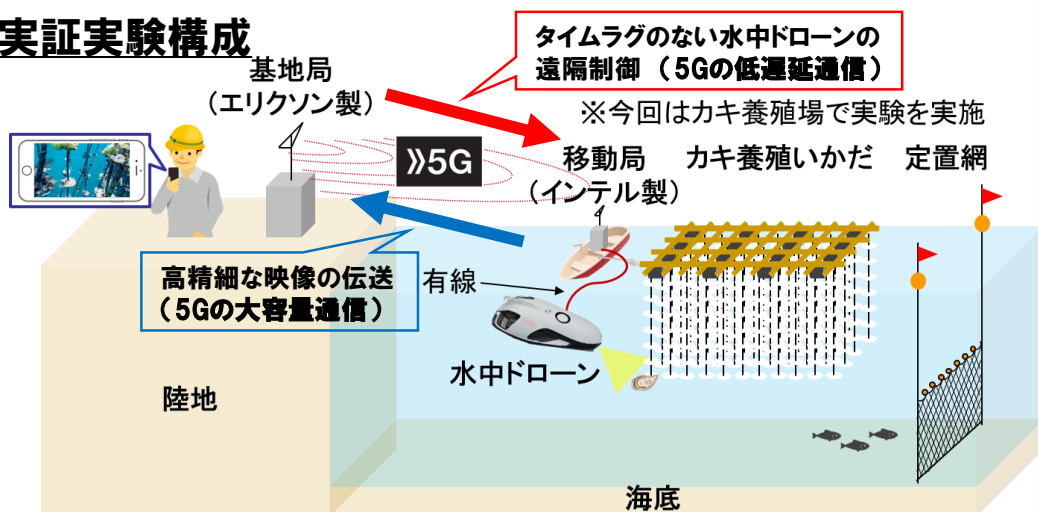 実証実験構成
タイムラグのない水中ドローンの
遠隔制御（5Gの低遅延通信）
基地局
（エリクソン製）
※今回はカキ養殖場で実験を実施
》5G
移動局
（インテル製）
カキ養殖いかだ
定置網
高精細な映像の伝送
（5Gの大容量通信）
有線
水中ドローン
陸地
海底